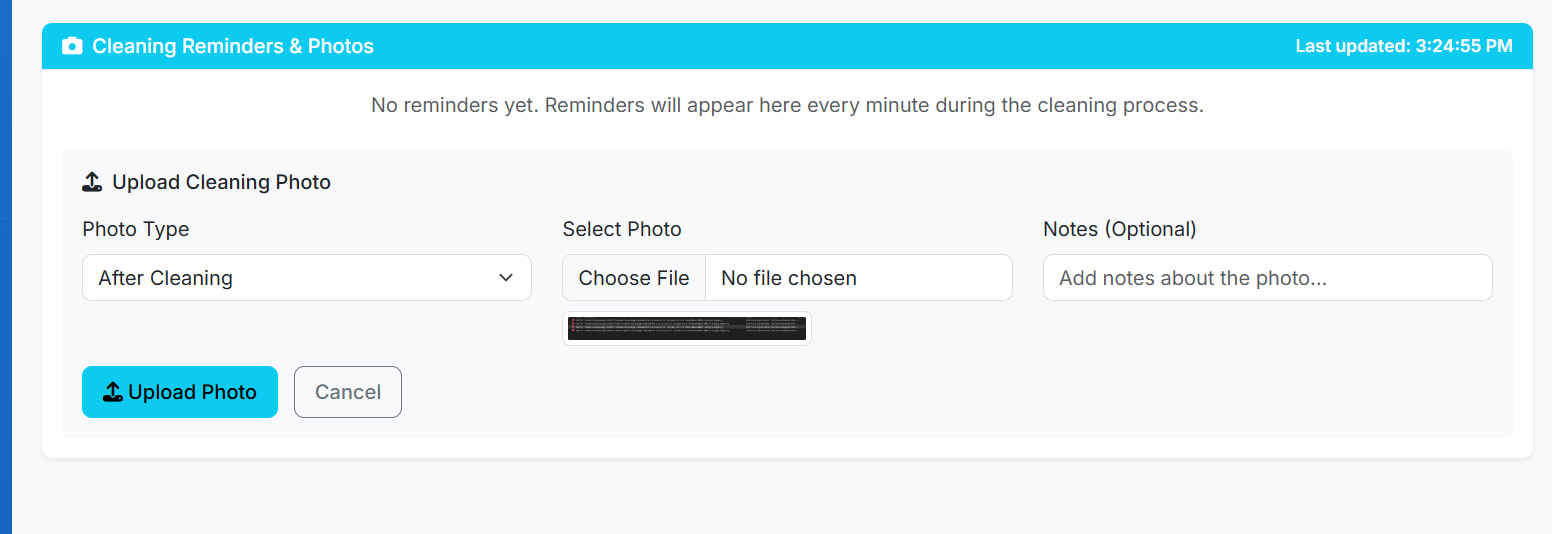 Cleaning Reminders & Photos
Last updated: 3:24:55 PM
No reminders yet. Reminders will appear here every minute during the cleaning process.
Upload Cleaning Photo
Photo Type
Select Photo
Notes (Optional)
After Cleaning
Choose File
No file chosen
Add notes about the photo...
Upload Photo
Cancel